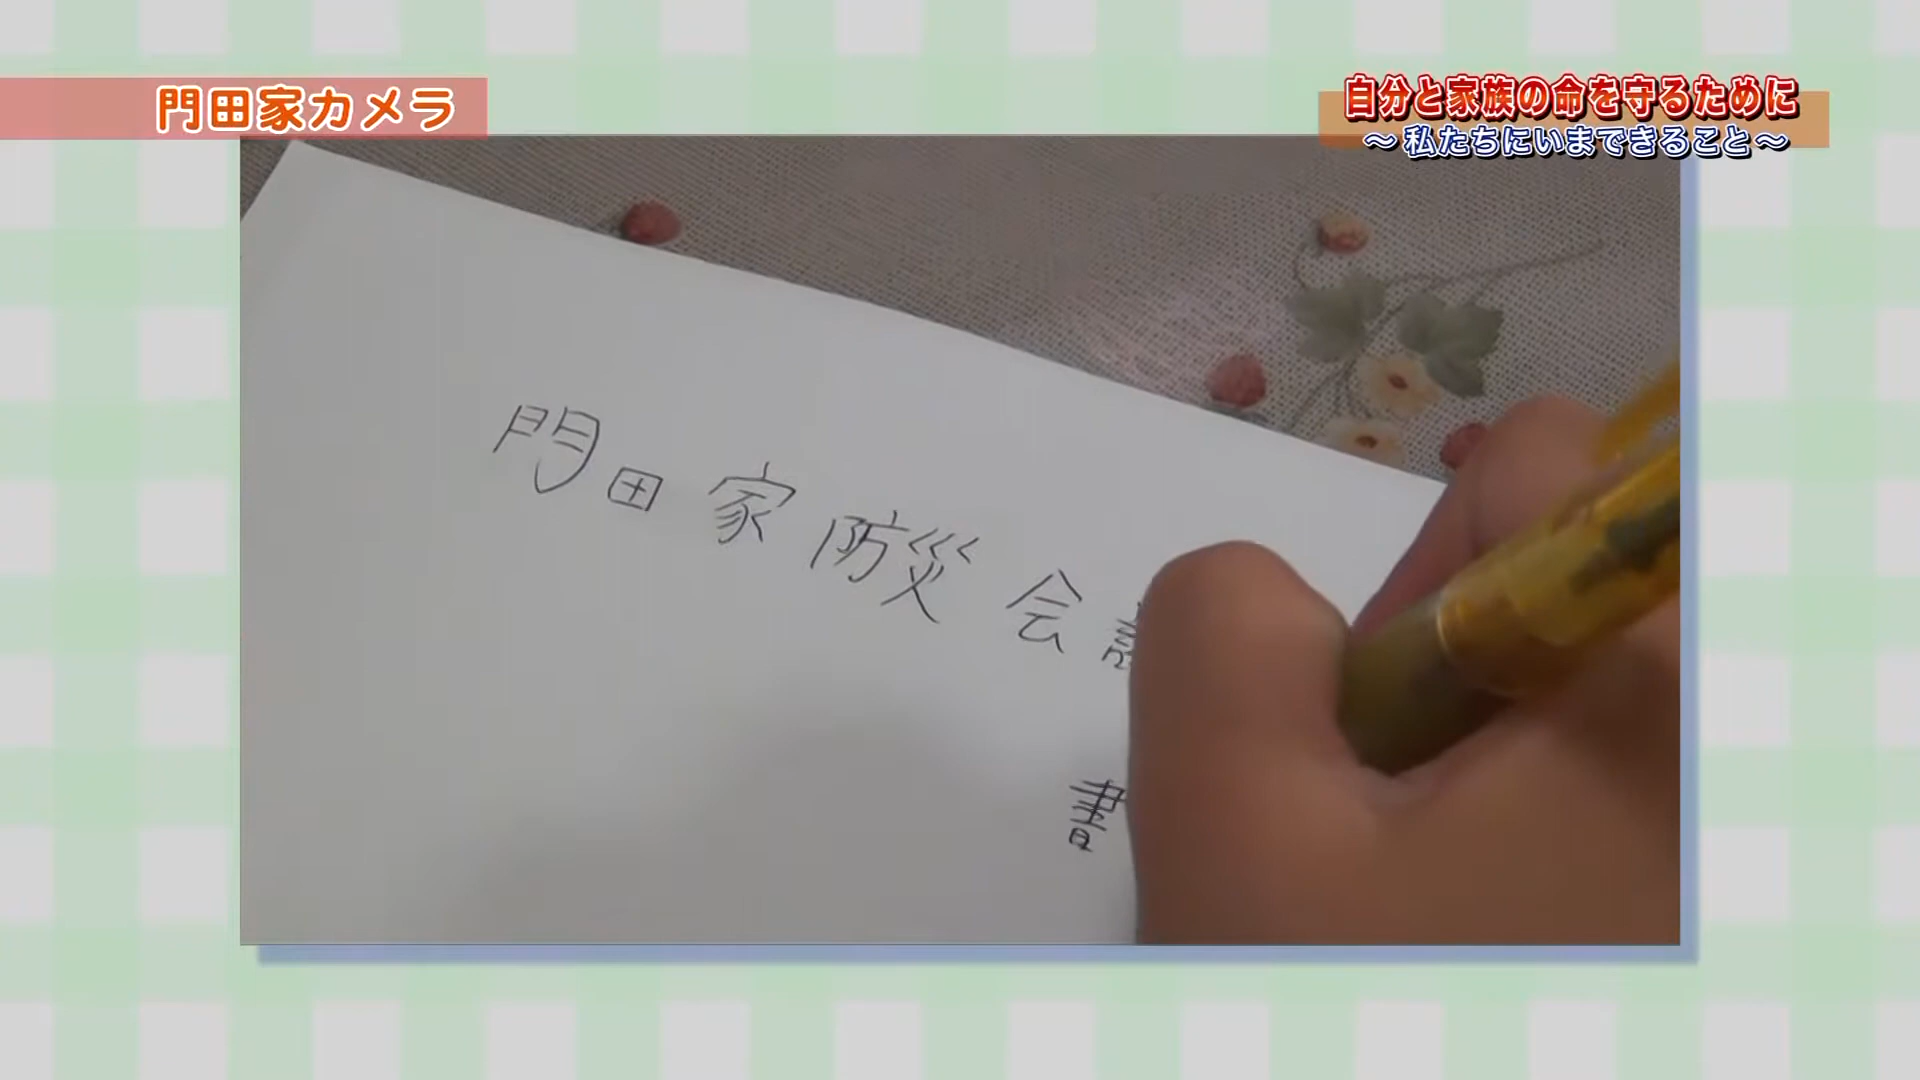 門田家カメラ
自分と家族の命を守るために
～私たちにいまできること～
門田家防災会
書